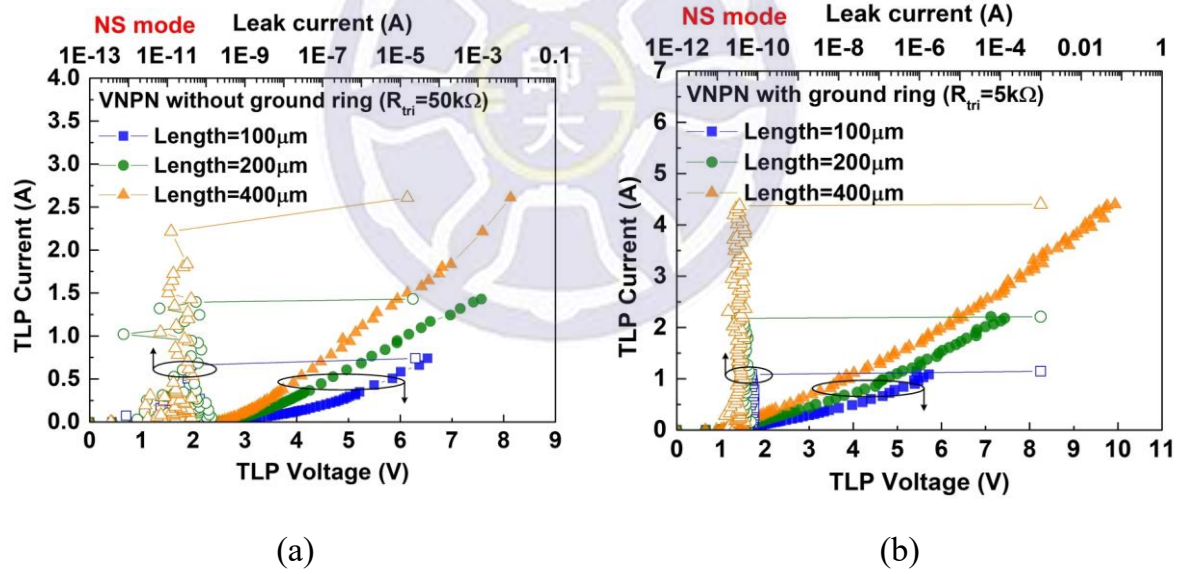 NS mode Leak current (A)
1E-13 1E-11 1E-9 1E-7 1E-5 1E-3 0.1
4.0
3.5
3.0
2.5
2.0
1.5
1.0
0.5
0.0
TLP Current (A)
VNPN without ground ring (Rtri=50kΩ)
Length=100μm
Length=200μm
Length=400μm
0 1 2 3 4 5 6 7 8 9
TLP Voltage (V)
(a)
NS mode Leak current (A)
1E-12 1E-10 1E-8 1E-6 1E-4 0.01 1
7
6
5
4
3
2
1
0
TLP Current (A)
VNPN with ground ring (Rtri=5kΩ)
Length=100μm
Length=200μm
Length=400μm
0 1 2 3 4 5 6 7 8 9 10 11
TLP Voltage (V)
(b)
師
大